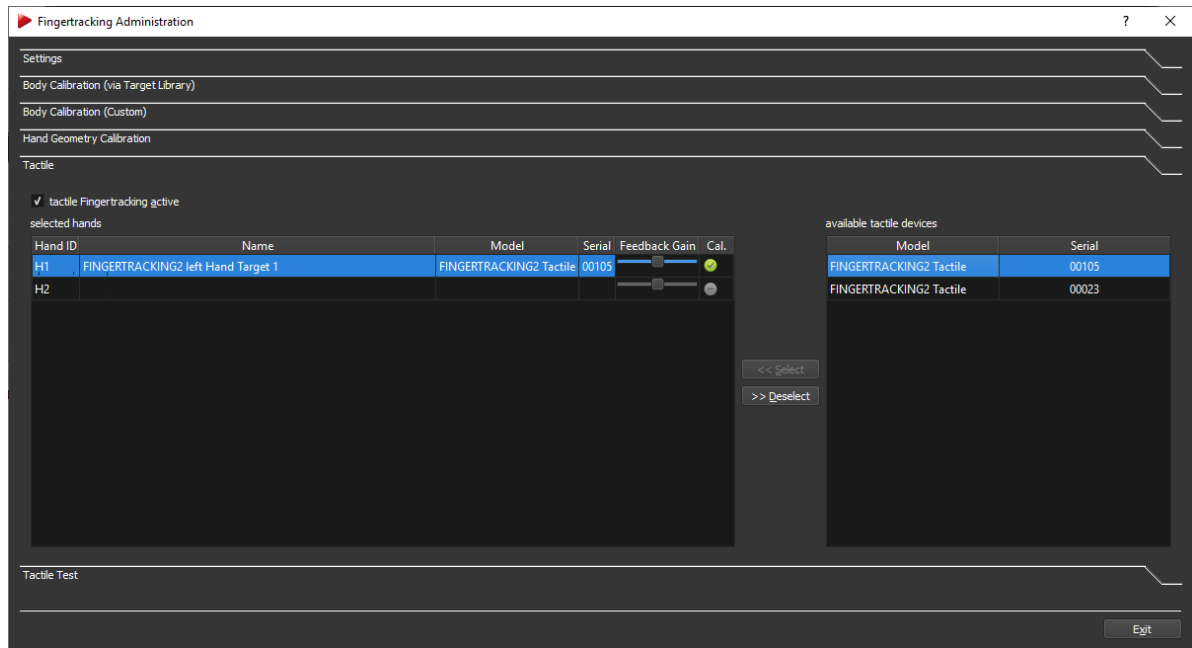 Fingertracking Administration ?
Settings
Body Calibration (via Target Library)
Body Calibration (Custom)
Hand Geometry Calibration
Tactile
tactile Fingertracking active
selected hands available tactile devices
Hand ID Name Model Serial Feedback Gain Cal. Model Serial
H1 FINGERTRACKING2 left Hand Target 1 FINGERTRACKING2 Tactile 00105 FINGERTRACKING2 Tactile 00105
H2 FINGERTRACKING2 Tactile 00023
<< Select
>> Deselect
Tactile Test
Exit